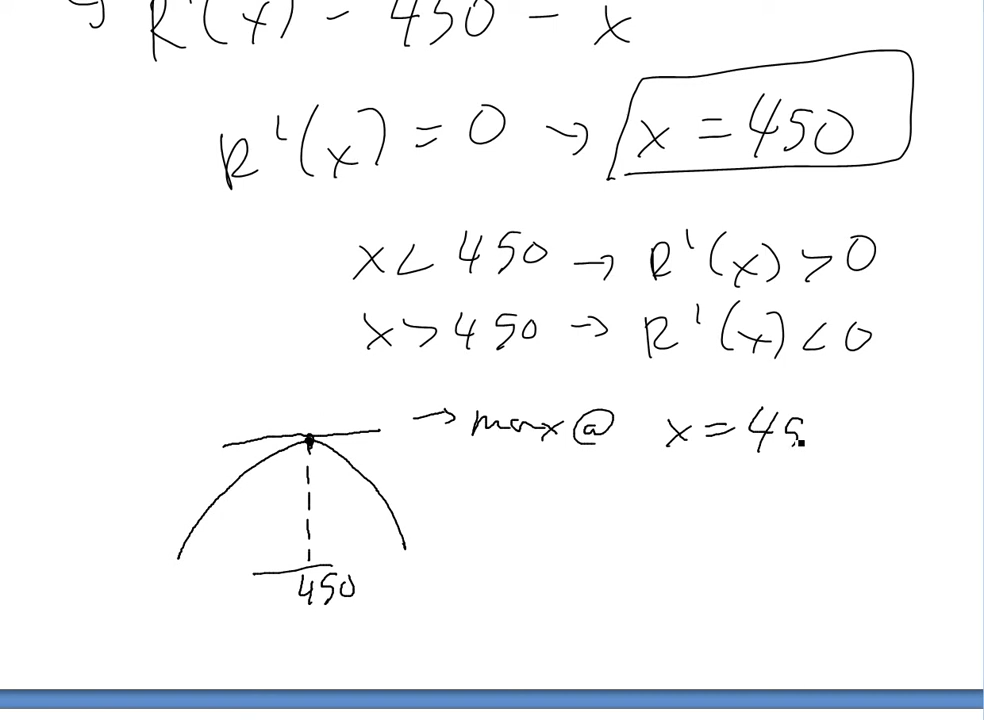 R'(x) = 450 - x
R'(x) = 0 → x = 450
x < 450 → R'(x) > 0
x > 450 → R'(x) < 0
→ max @ x = 45
450